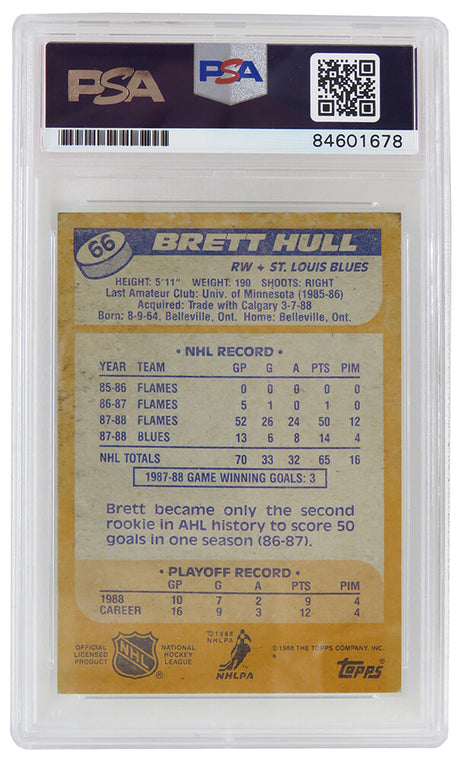 PSA
PSA
84601678
66
BRETT HULL
RW + ST. LOUIS BLUES
HEIGHT: 5'11" WEIGHT: 190 SHOOTS: RIGHT
Last Amateur Club: Univ. of Minnesota (1985-86)
Acquired: Trade with Calgary 3-7-88
Born: 8-9-64, Belleville, Ont. Home: Belleville, Ont.
• NHL RECORD •
YEAR TEAM GP G A PTS PIM
85-86 FLAMES 0 0 0 0 0
86-87 FLAMES 5 1 0 1 0
87-88 FLAMES 52 26 24 50 12
87-88 BLUES 13 6 8 14 4
NHL TOTALS 70 33 32 65 16
1987-88 GAME WINNING GOALS: 3
Brett became only the second
rookie in AHL history to score 50
goals in one season (86-87).
• PLAYOFF RECORD •
GP G A PTS PIM
1988 10 7 2 9 4
CAREER 16 9 3 12 4
OFFICIAL
LICENSED
PRODUCT
NHL
NATIONAL
HOCKEY
LEAGUE
© 1988
NHLPA
NHLPA
© 1988 THE TOPPS COMPANY, INC.
topps®